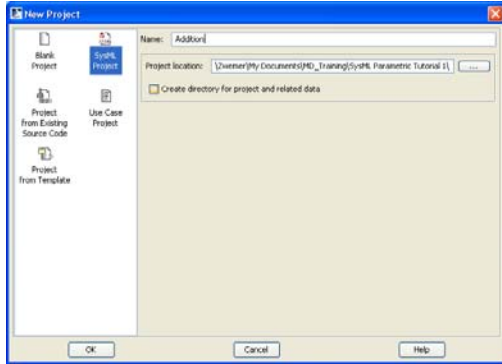 New Project
Blank Project
SysML Project
Project from Existing Source Code
Use Case Project
Project from Template
Name: Addition
Project location: \Zwemer\My Documents\MD_Training\SysML Parametric Tutorial 1\ ...
Create directory for project and related data
OK Cancel Help